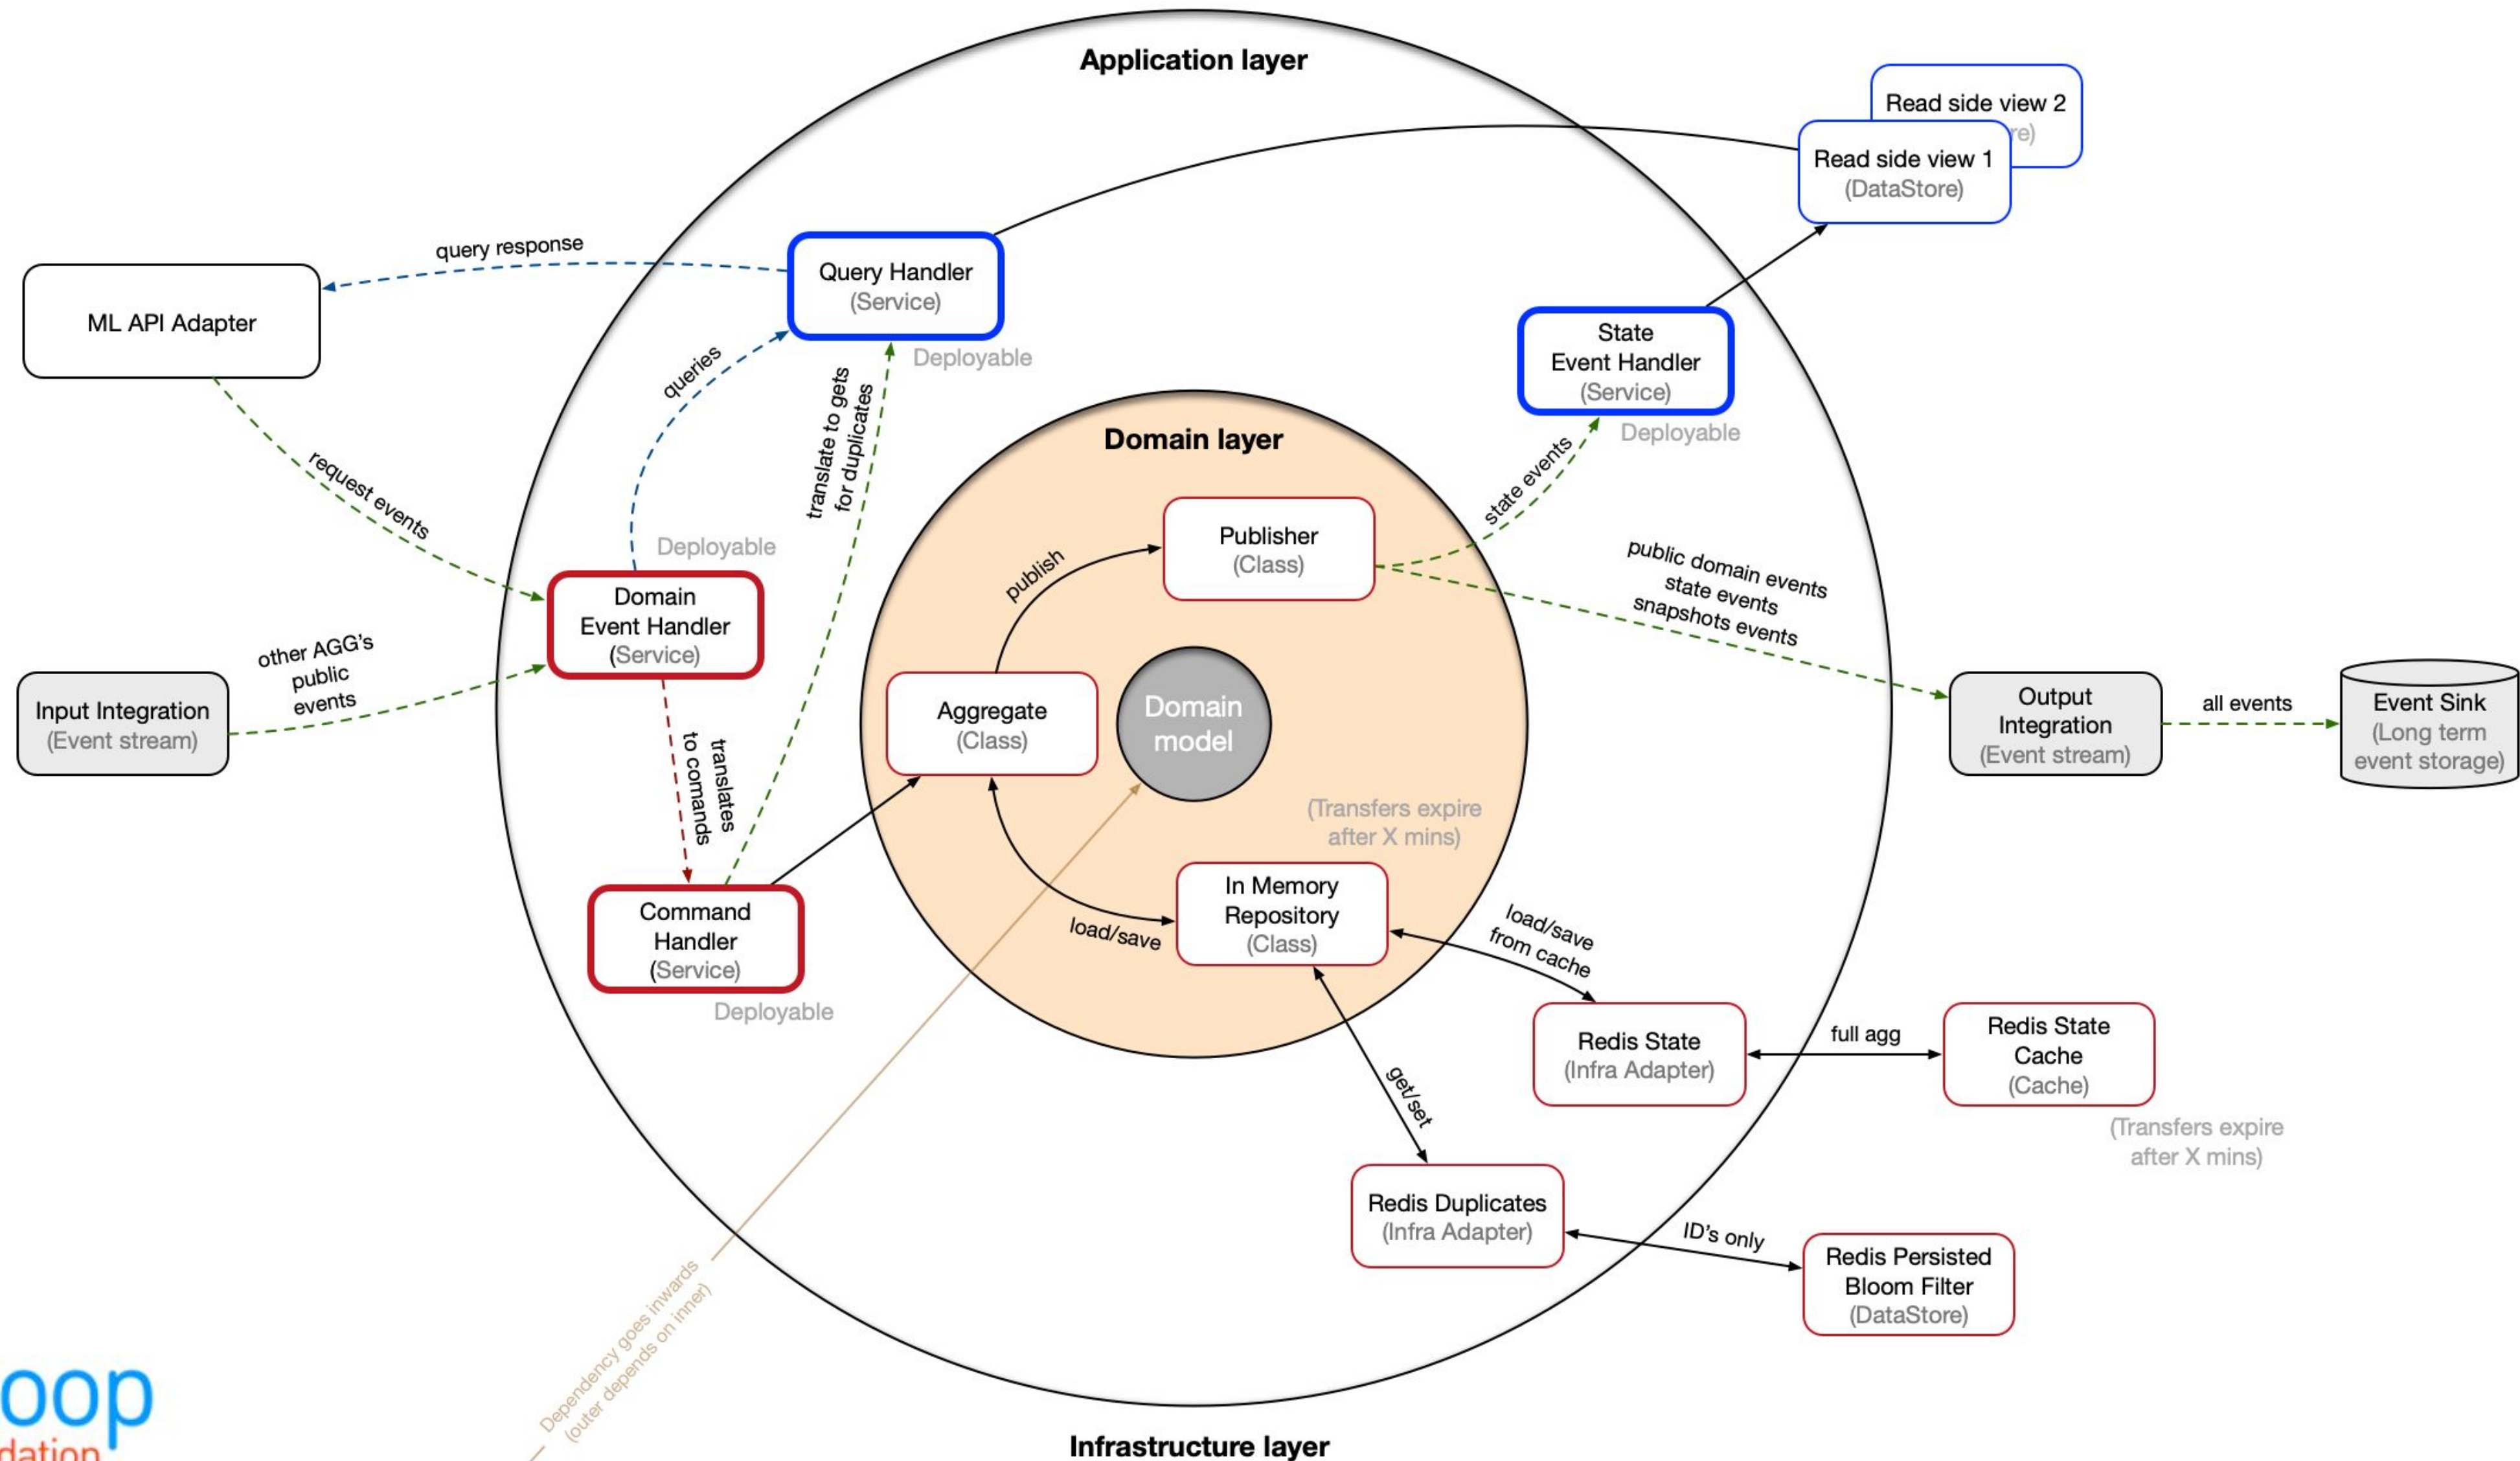 Application layer
Read side view 2
re)
Read side view 1
(DataStore)
query response
Query Handler
(Service)
Deployable
ML API Adapter
State
Event Handler
(Service)
Deployable
queries
translate to gets
for duplicates
Domain layer
request events
state events
Publisher
(Class)
publish
public domain events
state events
snapshots events
Deployable
Domain
Event Handler
(Service)
other AGG's
public
events
Input Integration
(Event stream)
Aggregate
(Class)
Domain
model
Output
Integration
(Event stream)
all events
Event Sink
(Long term
event storage)
translates
to comands
(Transfers expire
after X mins)
Command
Handler
(Service)
Deployable
In Memory
Repository
(Class)
load/save
load/save
from cache
Redis State
(Infra Adapter)
full agg
Redis State
Cache
(Cache)
(Transfers expire
after X mins)
get/set
Redis Duplicates
(Infra Adapter)
ID's only
Redis Persisted
Bloom Filter
(DataStore)
Dependency goes inwards
(outer depends on inner)
oop
dation
Infrastructure layer